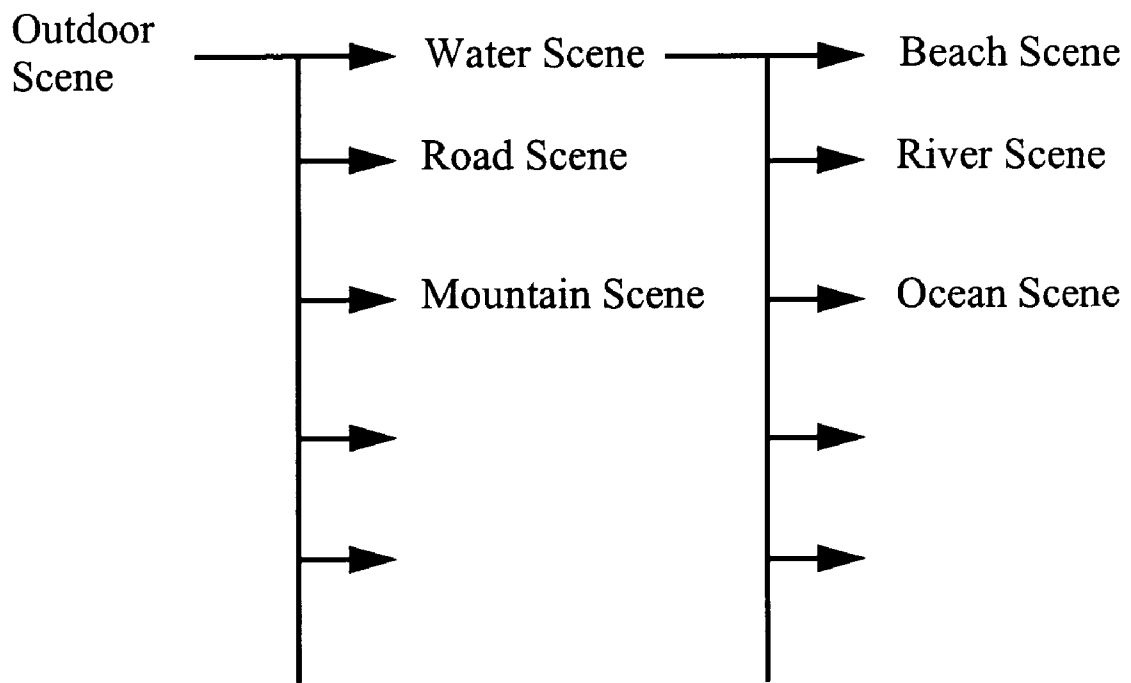 Outdoor
Scene
Water Scene
Beach Scene
Road Scene
River Scene
Mountain Scene
Ocean Scene